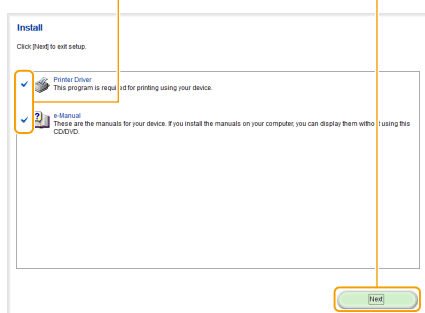 Install
Click [Next] to exit setup.
Printer Driver
This program is required for printing using your device.
e-Manual
These are the manuals for your device. If you install the manuals on your computer, you can display them without using this
CD/DVD.
Next